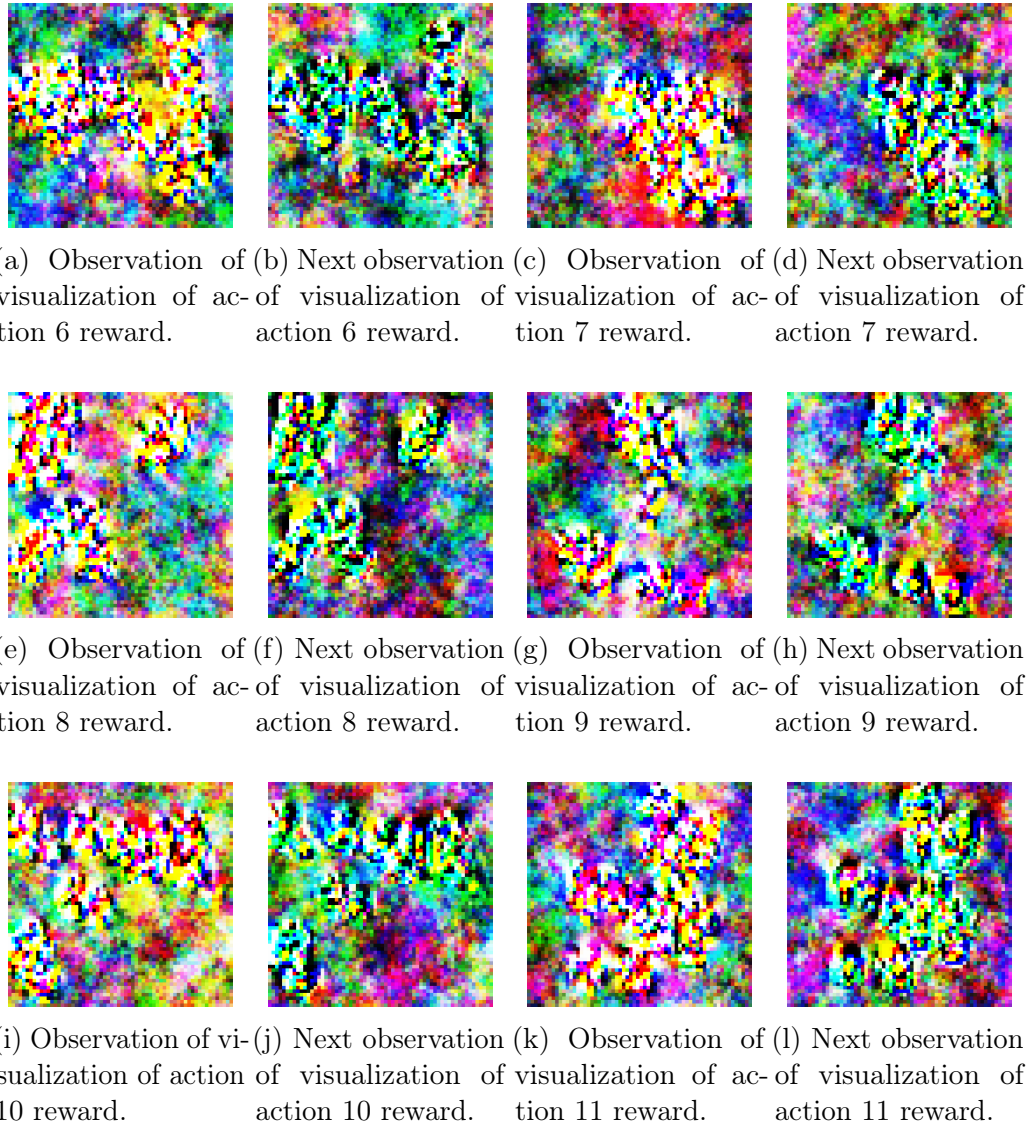 (a) Observation of
visualization of ac-
tion 6 reward.
(b) Next observation
of visualization of
action 6 reward.
(c) Observation of
visualization of ac-
tion 7 reward.
(d) Next observation
of visualization of
action 7 reward.
(e) Observation of
visualization of ac-
tion 8 reward.
(f) Next observation
of visualization of
action 8 reward.
(g) Observation of
visualization of ac-
tion 9 reward.
(h) Next observation
of visualization of
action 9 reward.
(i) Observation of vi-
sualization of action
10 reward.
(j) Next observation
of visualization of
action 10 reward.
(k) Observation of
visualization of ac-
tion 11 reward.
(l) Next observation
of visualization of
action 11 reward.